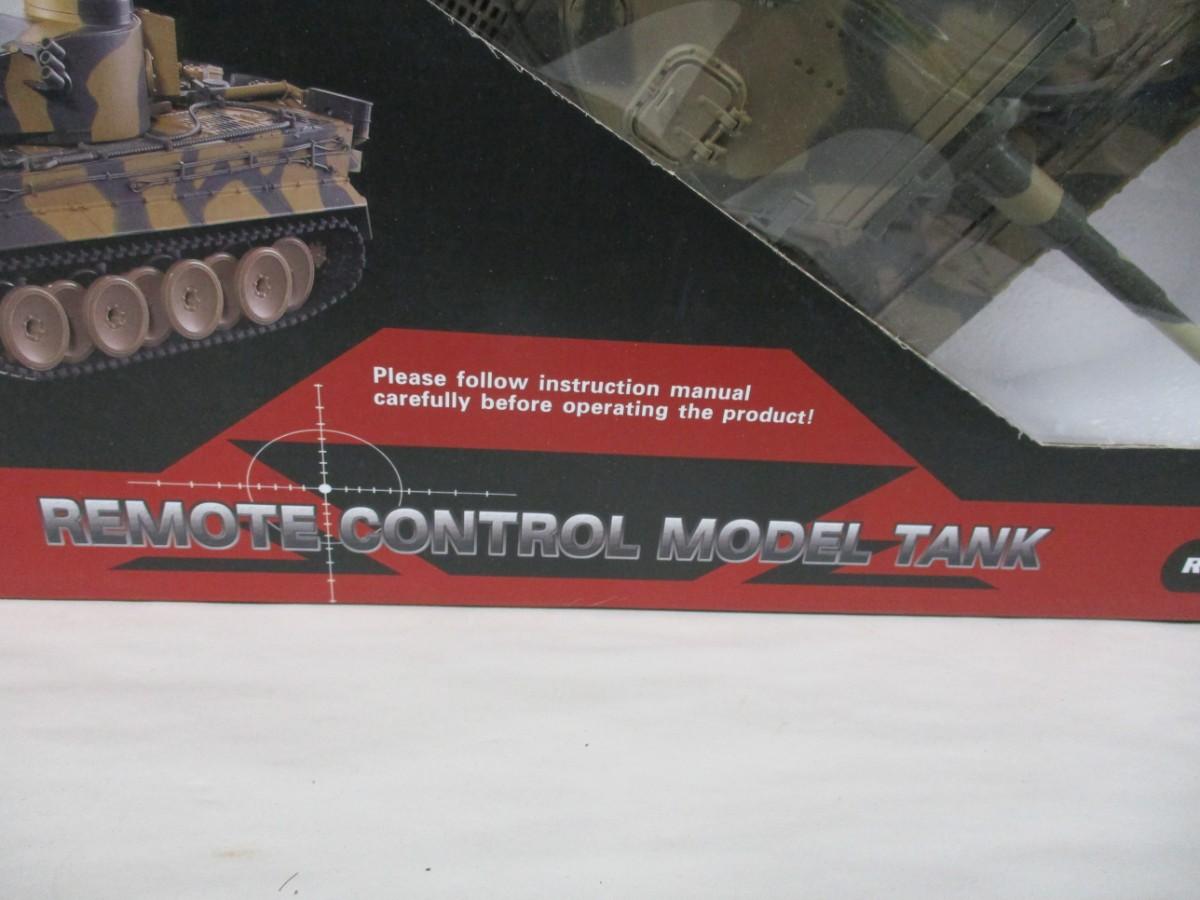 Please follow instruction manual
carefully before operating the product!
REMOTE CONTROL MODEL TANK